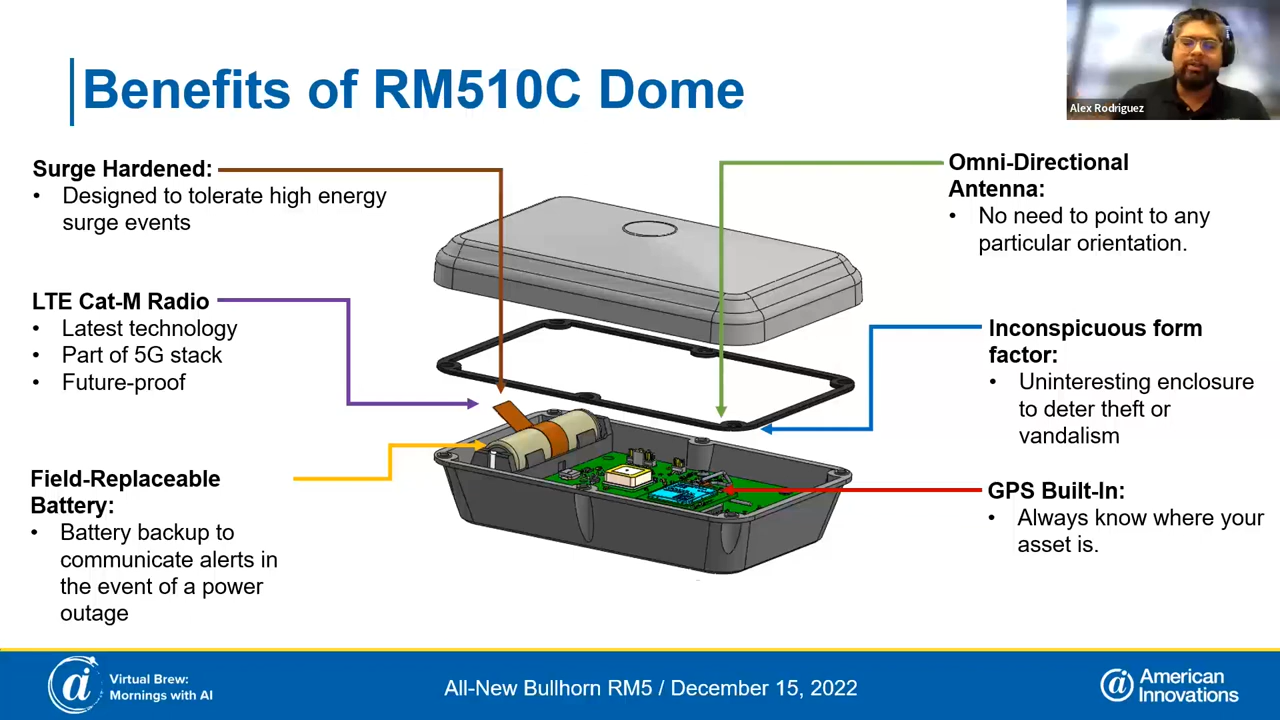 Benefits of RM510C Dome
Alex Rodriguez
Surge Hardened:
• Designed to tolerate high energy
surge events
LTE Cat-M Radio
• Latest technology
• Part of 5G stack
• Future-proof
Field-Replaceable
Battery:
• Battery backup to
communicate alerts in
the event of a power
outage
Omni-Directional
Antenna:
• No need to point to any
particular orientation.
Inconspicuous form
factor:
• Uninteresting enclosure
to deter theft or
vandalism
GPS Built-In:
• Always know where your
asset is.
Virtual Brew:
Mornings with AI
All-New Bullhorn RM5 / December 15, 2022
American
Innovations